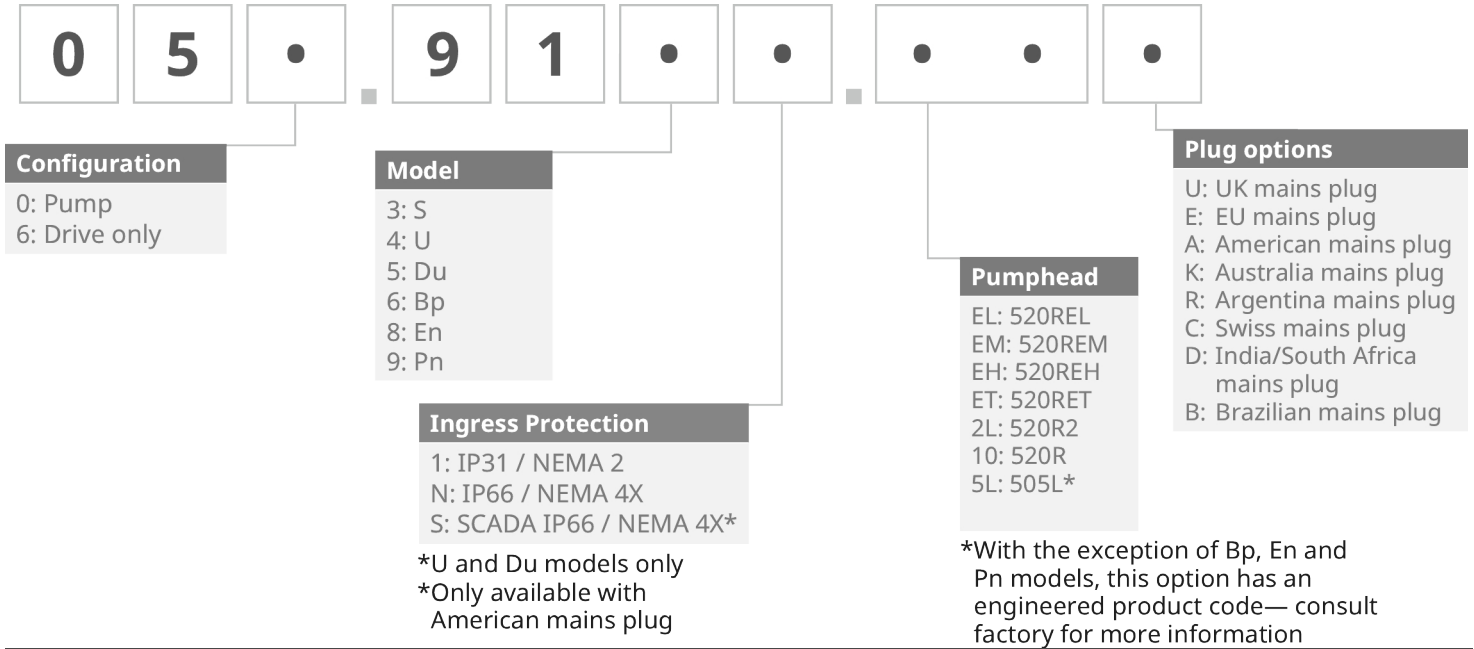 0 5 • . 9 1 • • . • • •
Configuration
0: Pump
6: Drive only
Model
3: S
4: U
5: Du
6: Bp
8: En
9: Pn
Ingress Protection
1: IP31 / NEMA 2
N: IP66 / NEMA 4X
S: SCADA IP66 / NEMA 4X*
*U and Du models only
*Only available with
American mains plug
Pumphead
EL: 520REL
EM: 520REM
EH: 520REH
ET: 520RET
2L: 520R2
10: 520R
5L: 505L*
*With the exception of Bp, En and
Pn models, this option has an
engineered product code— consult
factory for more information
Plug options
U: UK mains plug
E: EU mains plug
A: American mains plug
K: Australia mains plug
R: Argentina mains plug
C: Swiss mains plug
D: India/South Africa
mains plug
B: Brazilian mains plug